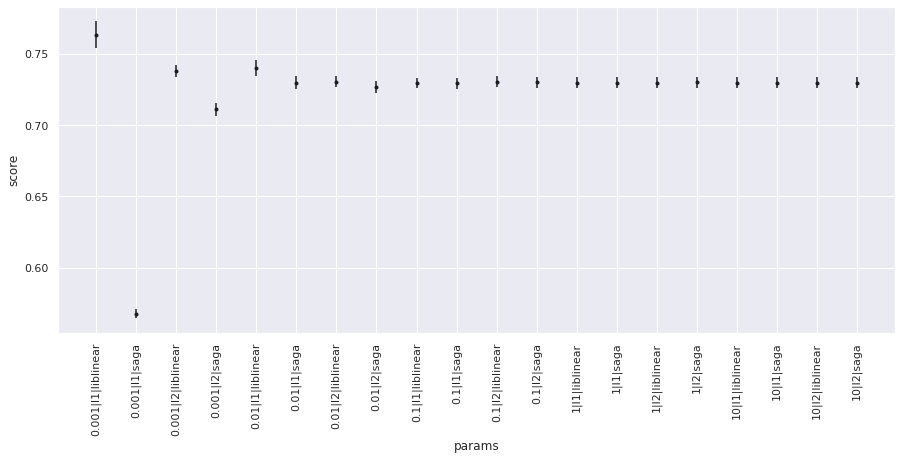 score
0.75
0.70
0.65
0.60
0.001|l1|liblinear
0.001|l1|saga
0.001|l2|liblinear
0.001|l2|saga
0.01|l1|liblinear
0.01|l1|saga
0.01|l2|liblinear
0.01|l2|saga
0.1|l1|liblinear
0.1|l1|saga
0.1|l2|liblinear
0.1|l2|saga
1|l1|liblinear
1|l1|saga
1|l2|liblinear
1|l2|saga
10|l1|liblinear
10|l1|saga
10|l2|liblinear
10|l2|saga
params